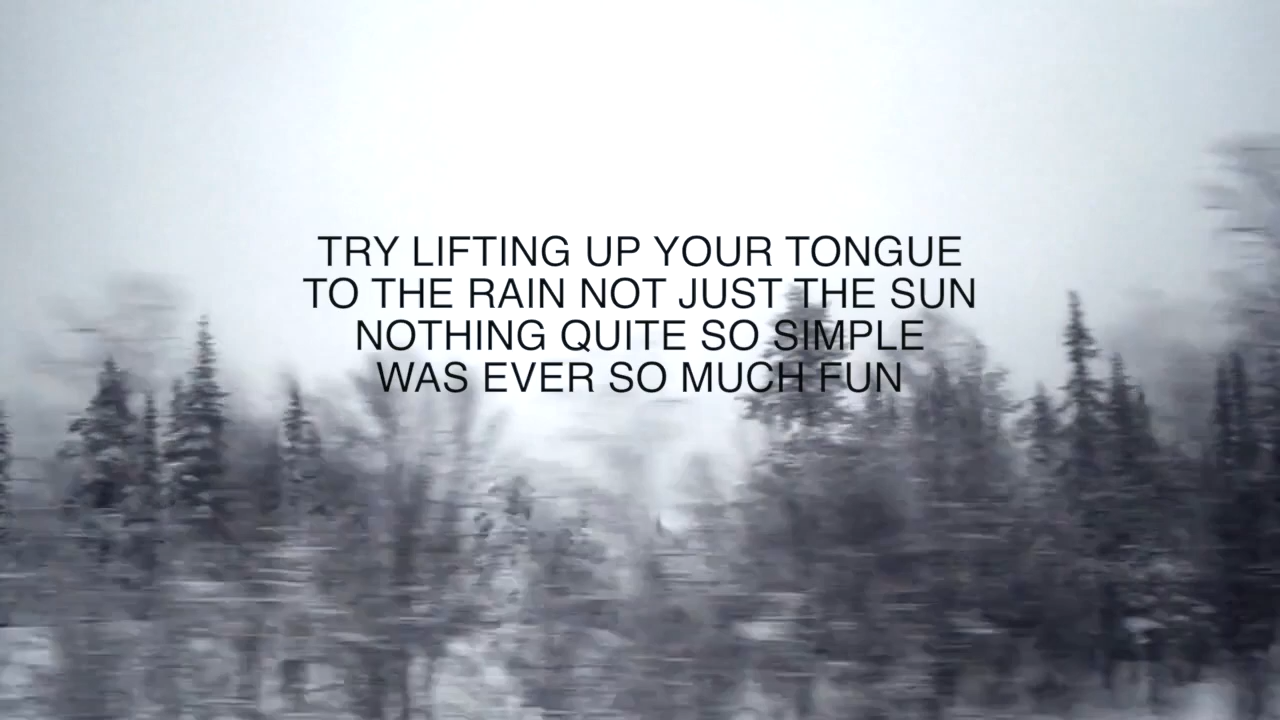 TRY LIFTING UP YOUR TONGUE
TO THE RAIN NOT JUST THE SUN
NOTHING QUITE SO SIMPLE
WAS EVER SO MUCH FUN